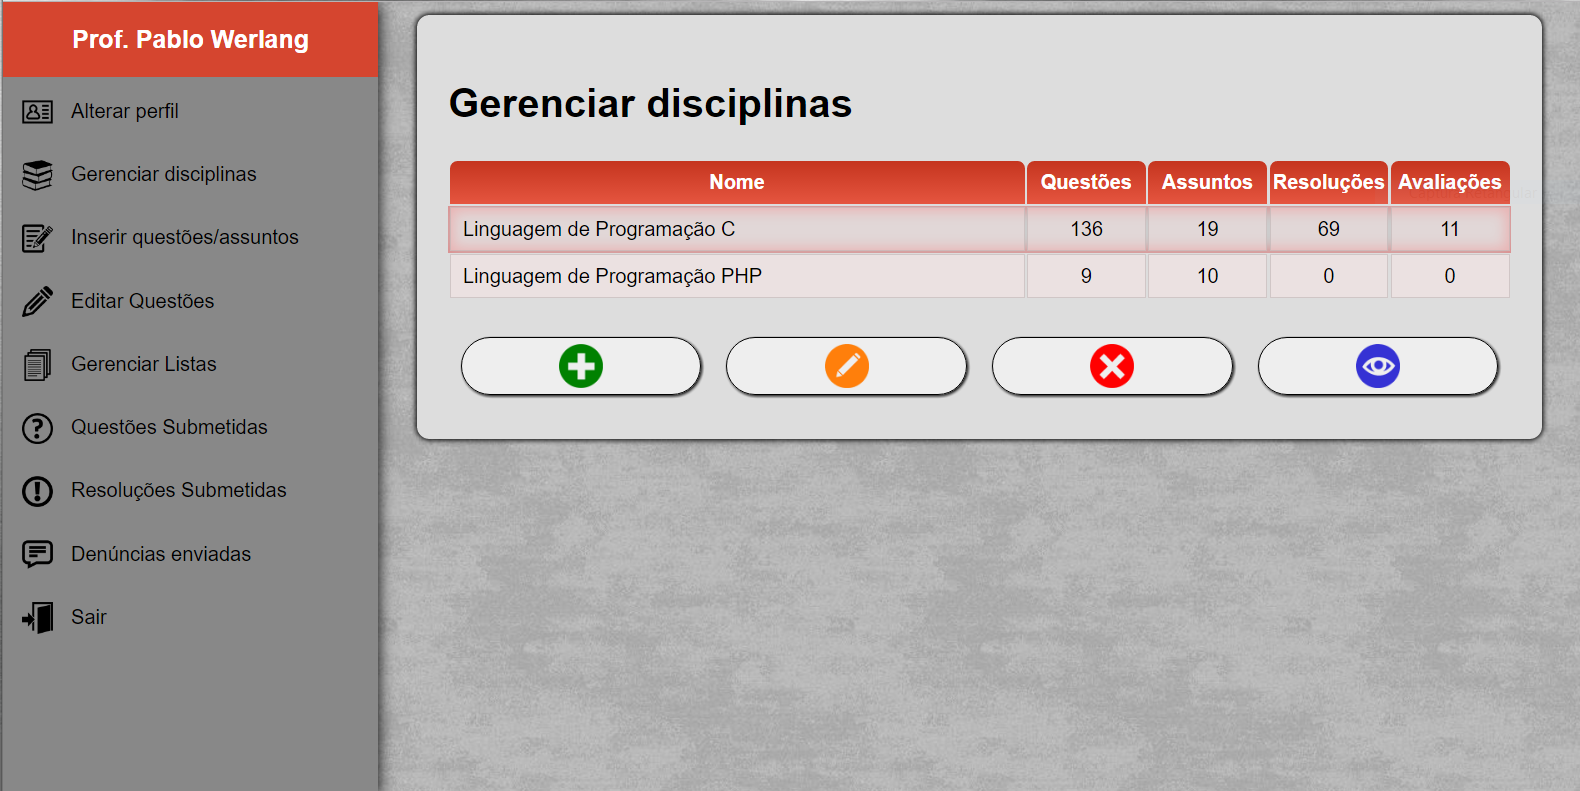 Prof. Pablo Werlang
Alterar perfil
Gerenciar disciplinas
Inserir questões/assuntos
Editar Questões
Gerenciar Listas
Questões Submetidas
Resoluções Submetidas
Denúncias enviadas
Sair
Gerenciar disciplinas
Nome Questões Assuntos Resoluções Avaliações
Linguagem de Programação C 136 19 69 11
Linguagem de Programação PHP 9 10 0 0